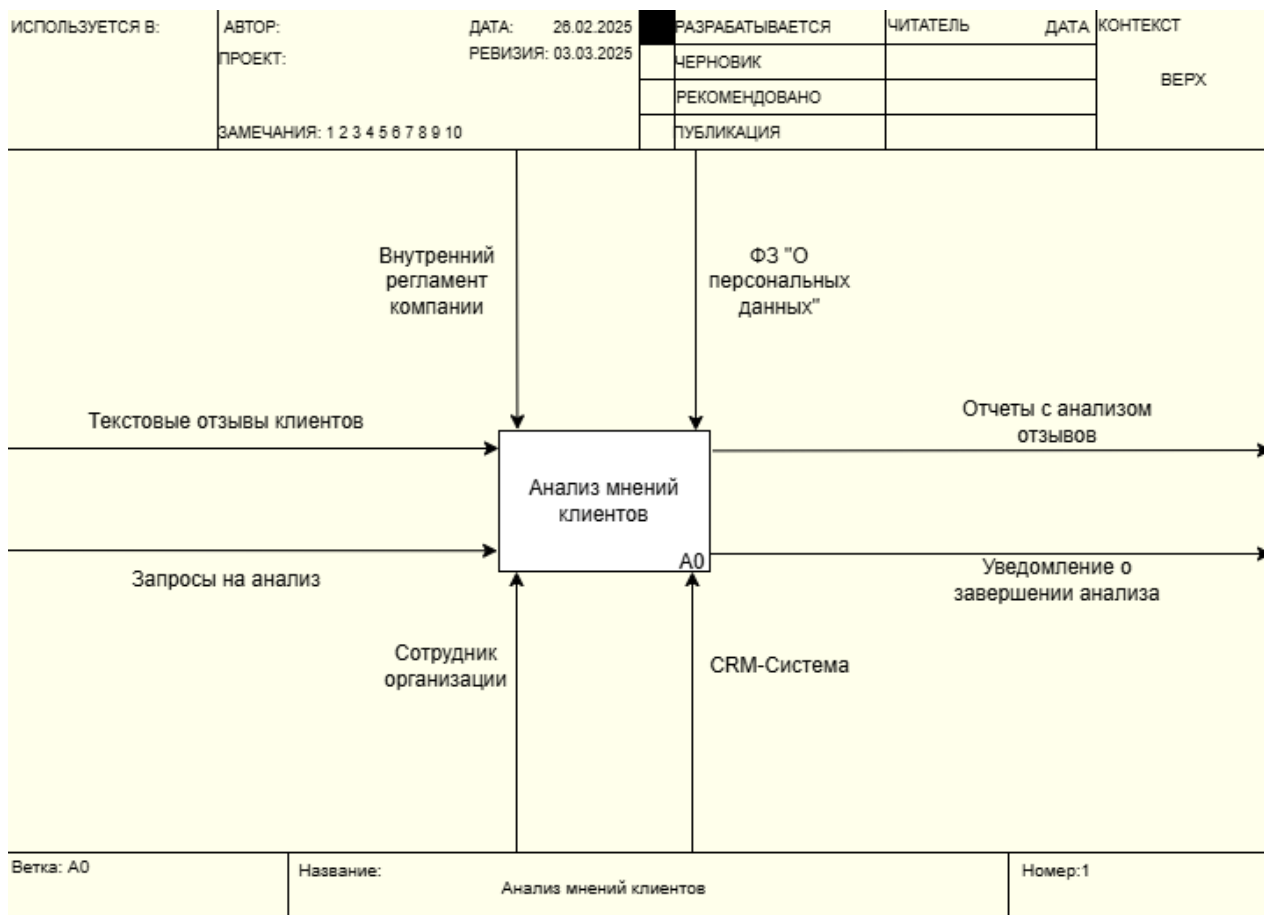 ИСПОЛЬЗУЕТСЯ В:
АВТОР:
ДАТА: 26.02.2025
ПРОЕКТ:
РЕВИЗИЯ: 03.03.2025
ЗАМЕЧАНИЯ: 1 2 3 4 5 6 7 8 9 10
РАЗРАБАТЫВАЕТСЯ
ЧЕРНОВИК
РЕКОМЕНДОВАНО
ПУБЛИКАЦИЯ
ЧИТАТЕЛЬ
ДАТА
КОНТЕКСТ
ВЕРХ
Внутренний
регламент
компании
ФЗ "О
персональных
данных"
Текстовые отзывы клиентов
Отчеты с анализом
отзывов
Анализ мнений
клиентов
A0
Запросы на анализ
Уведомление о
завершении анализа
Сотрудник
организации
CRM-Система
Ветка: A0
Название:
Анализ мнений клиентов
Номер:1